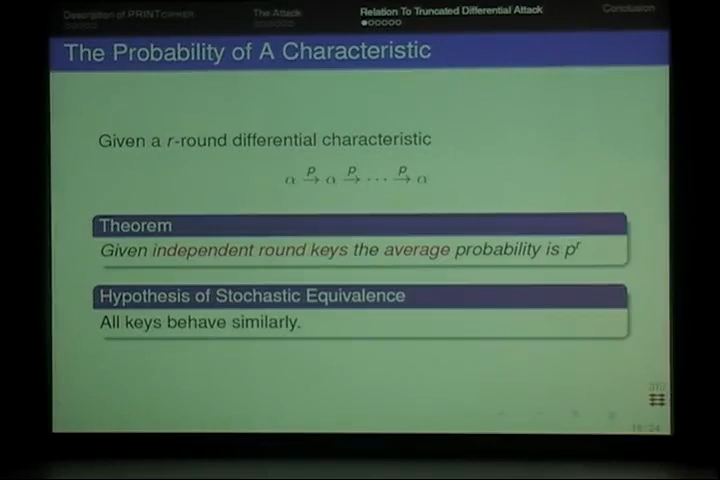 Description of PRINTCIPHER
The Attack
Relation To Truncated Differential Attack
Conclusion
The Probability of A Characteristic
Given a r-round differential characteristic
α →p α →p ⋯ →p α
Theorem
Given independent round keys the average probability is pʳ
Hypothesis of Stochastic Equivalence
All keys behave similarly.